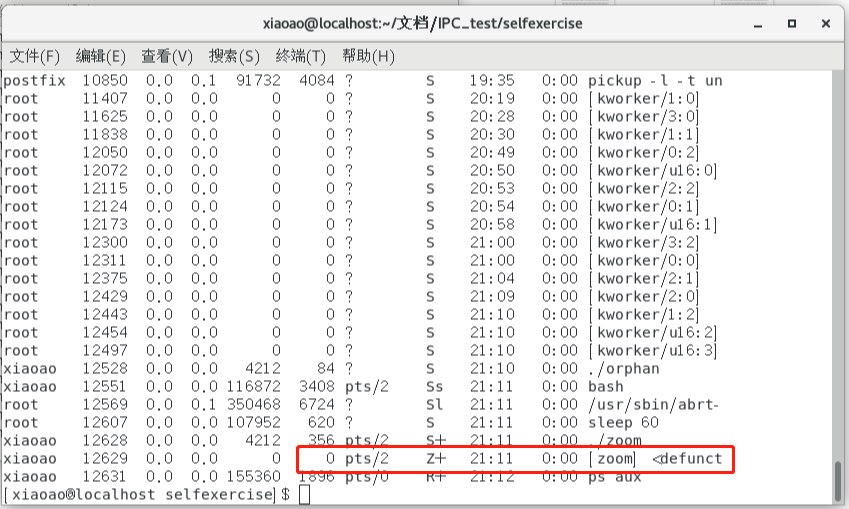 xiaoao@localhost:~/文档/IPC_test/selfexercise
文件(F) 编辑(E) 查看(V) 搜索(S) 终端(T) 帮助(H)
postfix 10850 0.0 0.1 91732 4084 ? S 19:35 0:00 pickup -l -t un
root 11407 0.0 0.0 0 0 ? S 20:19 0:00 [kworker/1:0]
root 11625 0.0 0.0 0 0 ? S 20:28 0:00 [kworker/3:0]
root 11838 0.0 0.0 0 0 ? S 20:30 0:00 [kworker/1:1]
root 12050 0.0 0.0 0 0 ? S 20:49 0:00 [kworker/0:2]
root 12072 0.0 0.0 0 0 ? S 20:50 0:00 [kworker/u16:0]
root 12115 0.0 0.0 0 0 ? S 20:53 0:00 [kworker/2:2]
root 12124 0.0 0.0 0 0 ? S 20:54 0:00 [kworker/0:1]
root 12173 0.0 0.0 0 0 ? S 20:58 0:00 [kworker/u16:1]
root 12300 0.0 0.0 0 0 ? S 21:00 0:00 [kworker/3:2]
root 12311 0.0 0.0 0 0 ? S 21:00 0:00 [kworker/0:0]
root 12375 0.0 0.0 0 0 ? S 21:04 0:00 [kworker/2:1]
root 12429 0.0 0.0 0 0 ? S 21:09 0:00 [kworker/2:0]
root 12443 0.0 0.0 0 0 ? S 21:10 0:00 [kworker/1:2]
root 12454 0.0 0.0 0 0 ? S 21:10 0:00 [kworker/u16:2]
root 12497 0.0 0.0 0 0 ? S 21:10 0:00 [kworker/u16:3]
xiaoao 12528 0.0 0.0 4212 84 ? S 21:10 0:00 ./orphan
xiaoao 12551 0.0 0.0 116872 3408 pts/2 Ss 21:11 0:00 bash
root 12569 0.0 0.1 350468 6724 ? Sl 21:11 0:00 /usr/sbin/abrt-
root 12607 0.0 0.0 107952 620 ? S 21:11 0:00 sleep 60
xiaoao 12628 0.0 0.0 4212 356 pts/2 S+ 21:11 0:00 ./zoom
xiaoao 12629 0.0 0.0 0 0 pts/2 Z+ 21:11 0:00 [zoom] <defunct
xiaoao 12631 0.0 0.0 155360 1896 pts/0 R+ 21:12 0:00 ps aux
[xiaoao@localhost selfexercise]$